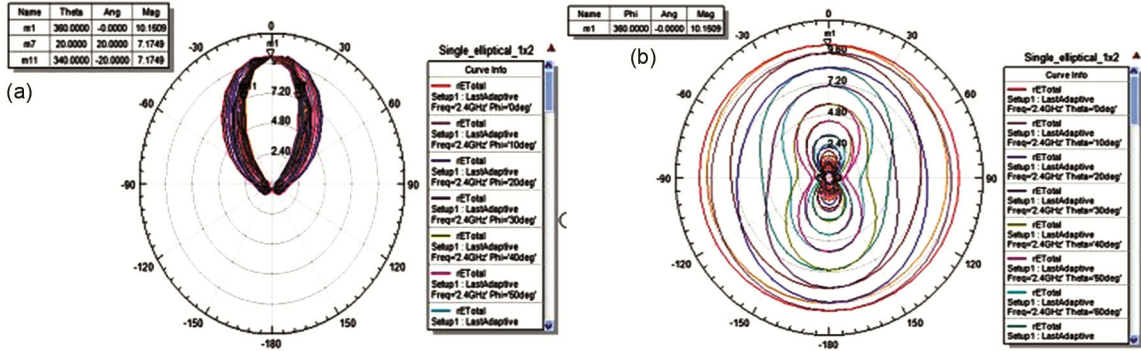 (a)
Name Theta Ang Mag
m1 360.0000 -0.0000 10.1509
m7 20.0000 20.0000 7.1749
m11 340.0000 -20.0000 7.1749
0
m1
-30
30
-60
60
-90
90
-120
120
-150
150
-180
7.20
4.80
2.40
Single_elliptical_1x2
Curve Info
rETotal
Setup1 : LastAdaptive
Freq='2.4GHz' Phi='0deg'
rETotal
Setup1 : LastAdaptive
Freq='2.4GHz' Phi='10deg'
rETotal
Setup1 : LastAdaptive
Freq='2.4GHz' Phi='20deg'
rETotal
Setup1 : LastAdaptive
Freq='2.4GHz' Phi='30deg'
rETotal
Setup1 : LastAdaptive
Freq='2.4GHz' Phi='40deg'
rETotal
Setup1 : LastAdaptive
Freq='2.4GHz' Phi='50deg'
rETotal
Setup1 : LastAdaptive
(b)
Name Phi Ang Mag
m1 360.0000 -0.0000 10.1509
0
m1
-30
30
-60
60
-90
90
-120
120
-150
150
-180
9.60
7.20
4.80
2.40
Single_elliptical_1x2
Curve Info
rETotal
Setup1 : LastAdaptive
Freq='2.4GHz' Theta='0deg'
rETotal
Setup1 : LastAdaptive
Freq='2.4GHz' Theta='10deg'
rETotal
Setup1 : LastAdaptive
Freq='2.4GHz' Theta='20deg'
rETotal
Setup1 : LastAdaptive
Freq='2.4GHz' Theta='30deg'
rETotal
Setup1 : LastAdaptive
Freq='2.4GHz' Theta='40deg'
rETotal
Setup1 : LastAdaptive
Freq='2.4GHz' Theta='50deg'
rETotal
Setup1 : LastAdaptive
Freq='2.4GHz' Theta='60deg'
rETotal
Setup1 : LastAdaptive